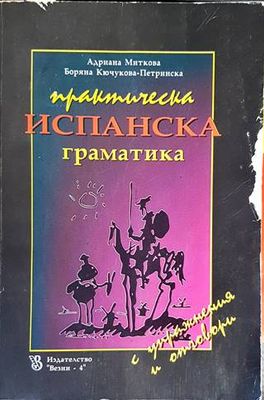 Адриана Миткова
Боряна Кючукова-Петринска
практическа
ИСПАНСКА
граматика
с упражнения
и отговори
Издателство
"Везни - 4"